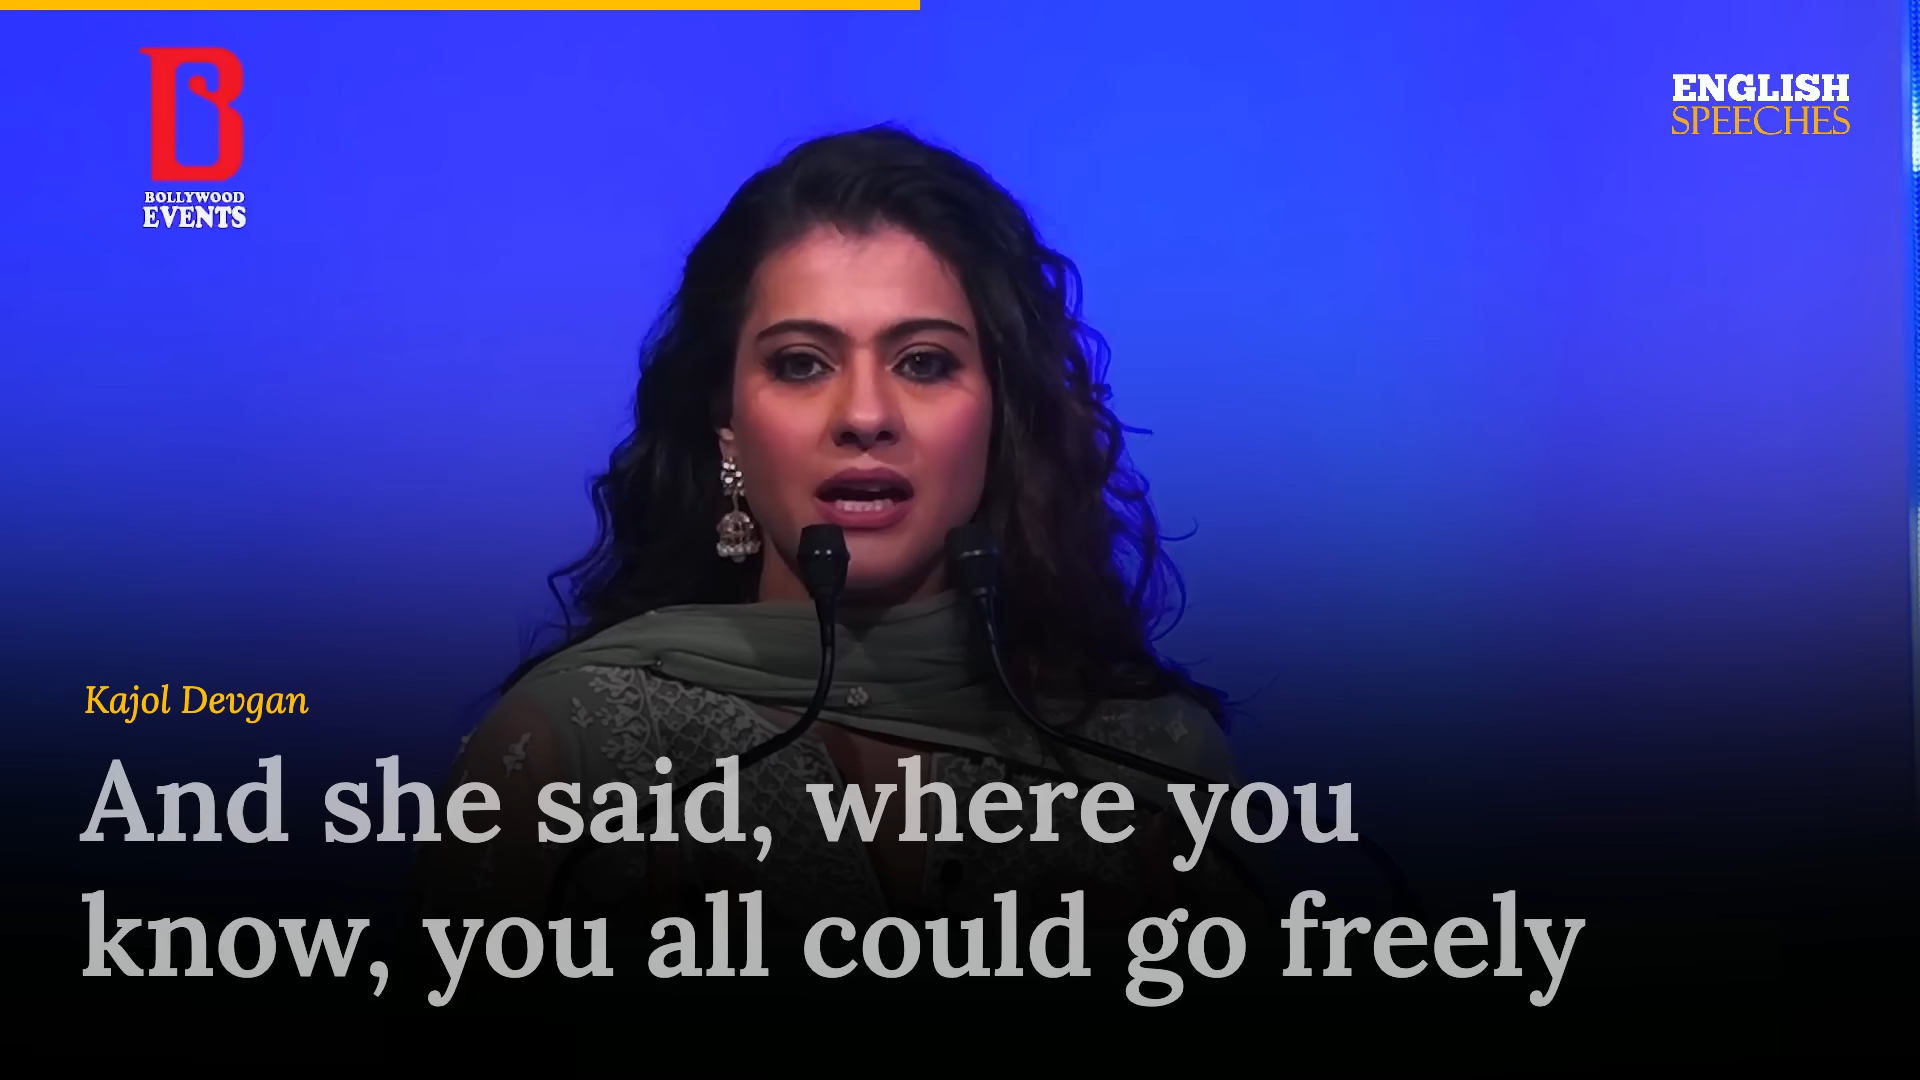 BOLLYWOOD
EVENTS
ENGLISH
SPEECHES
Kajol Devgan
And she said, where you
know, you all could go freely